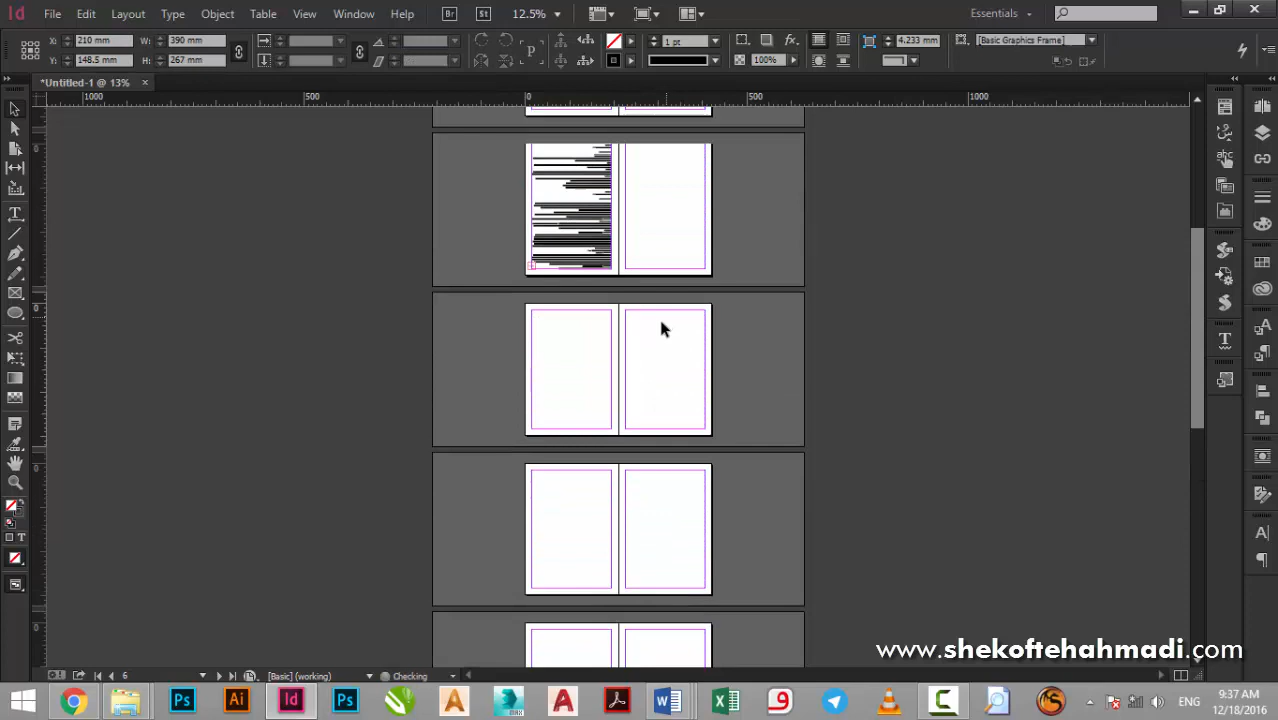 File Edit Layout Type Object Table View Window Help Br St 12.5% Essentials
X: 210 mm W: 390 mm 1 pt 4.233 mm [Basic Graphics Frame]
Y: 148.5 mm H: 267 mm 100%
*Untitled-1 @ 13% ×
1000 500 0 500 1000
6 [Basic] (working) Checking
www.shekoftehahmadi.com
ENG 9:37 AM
12/18/2016